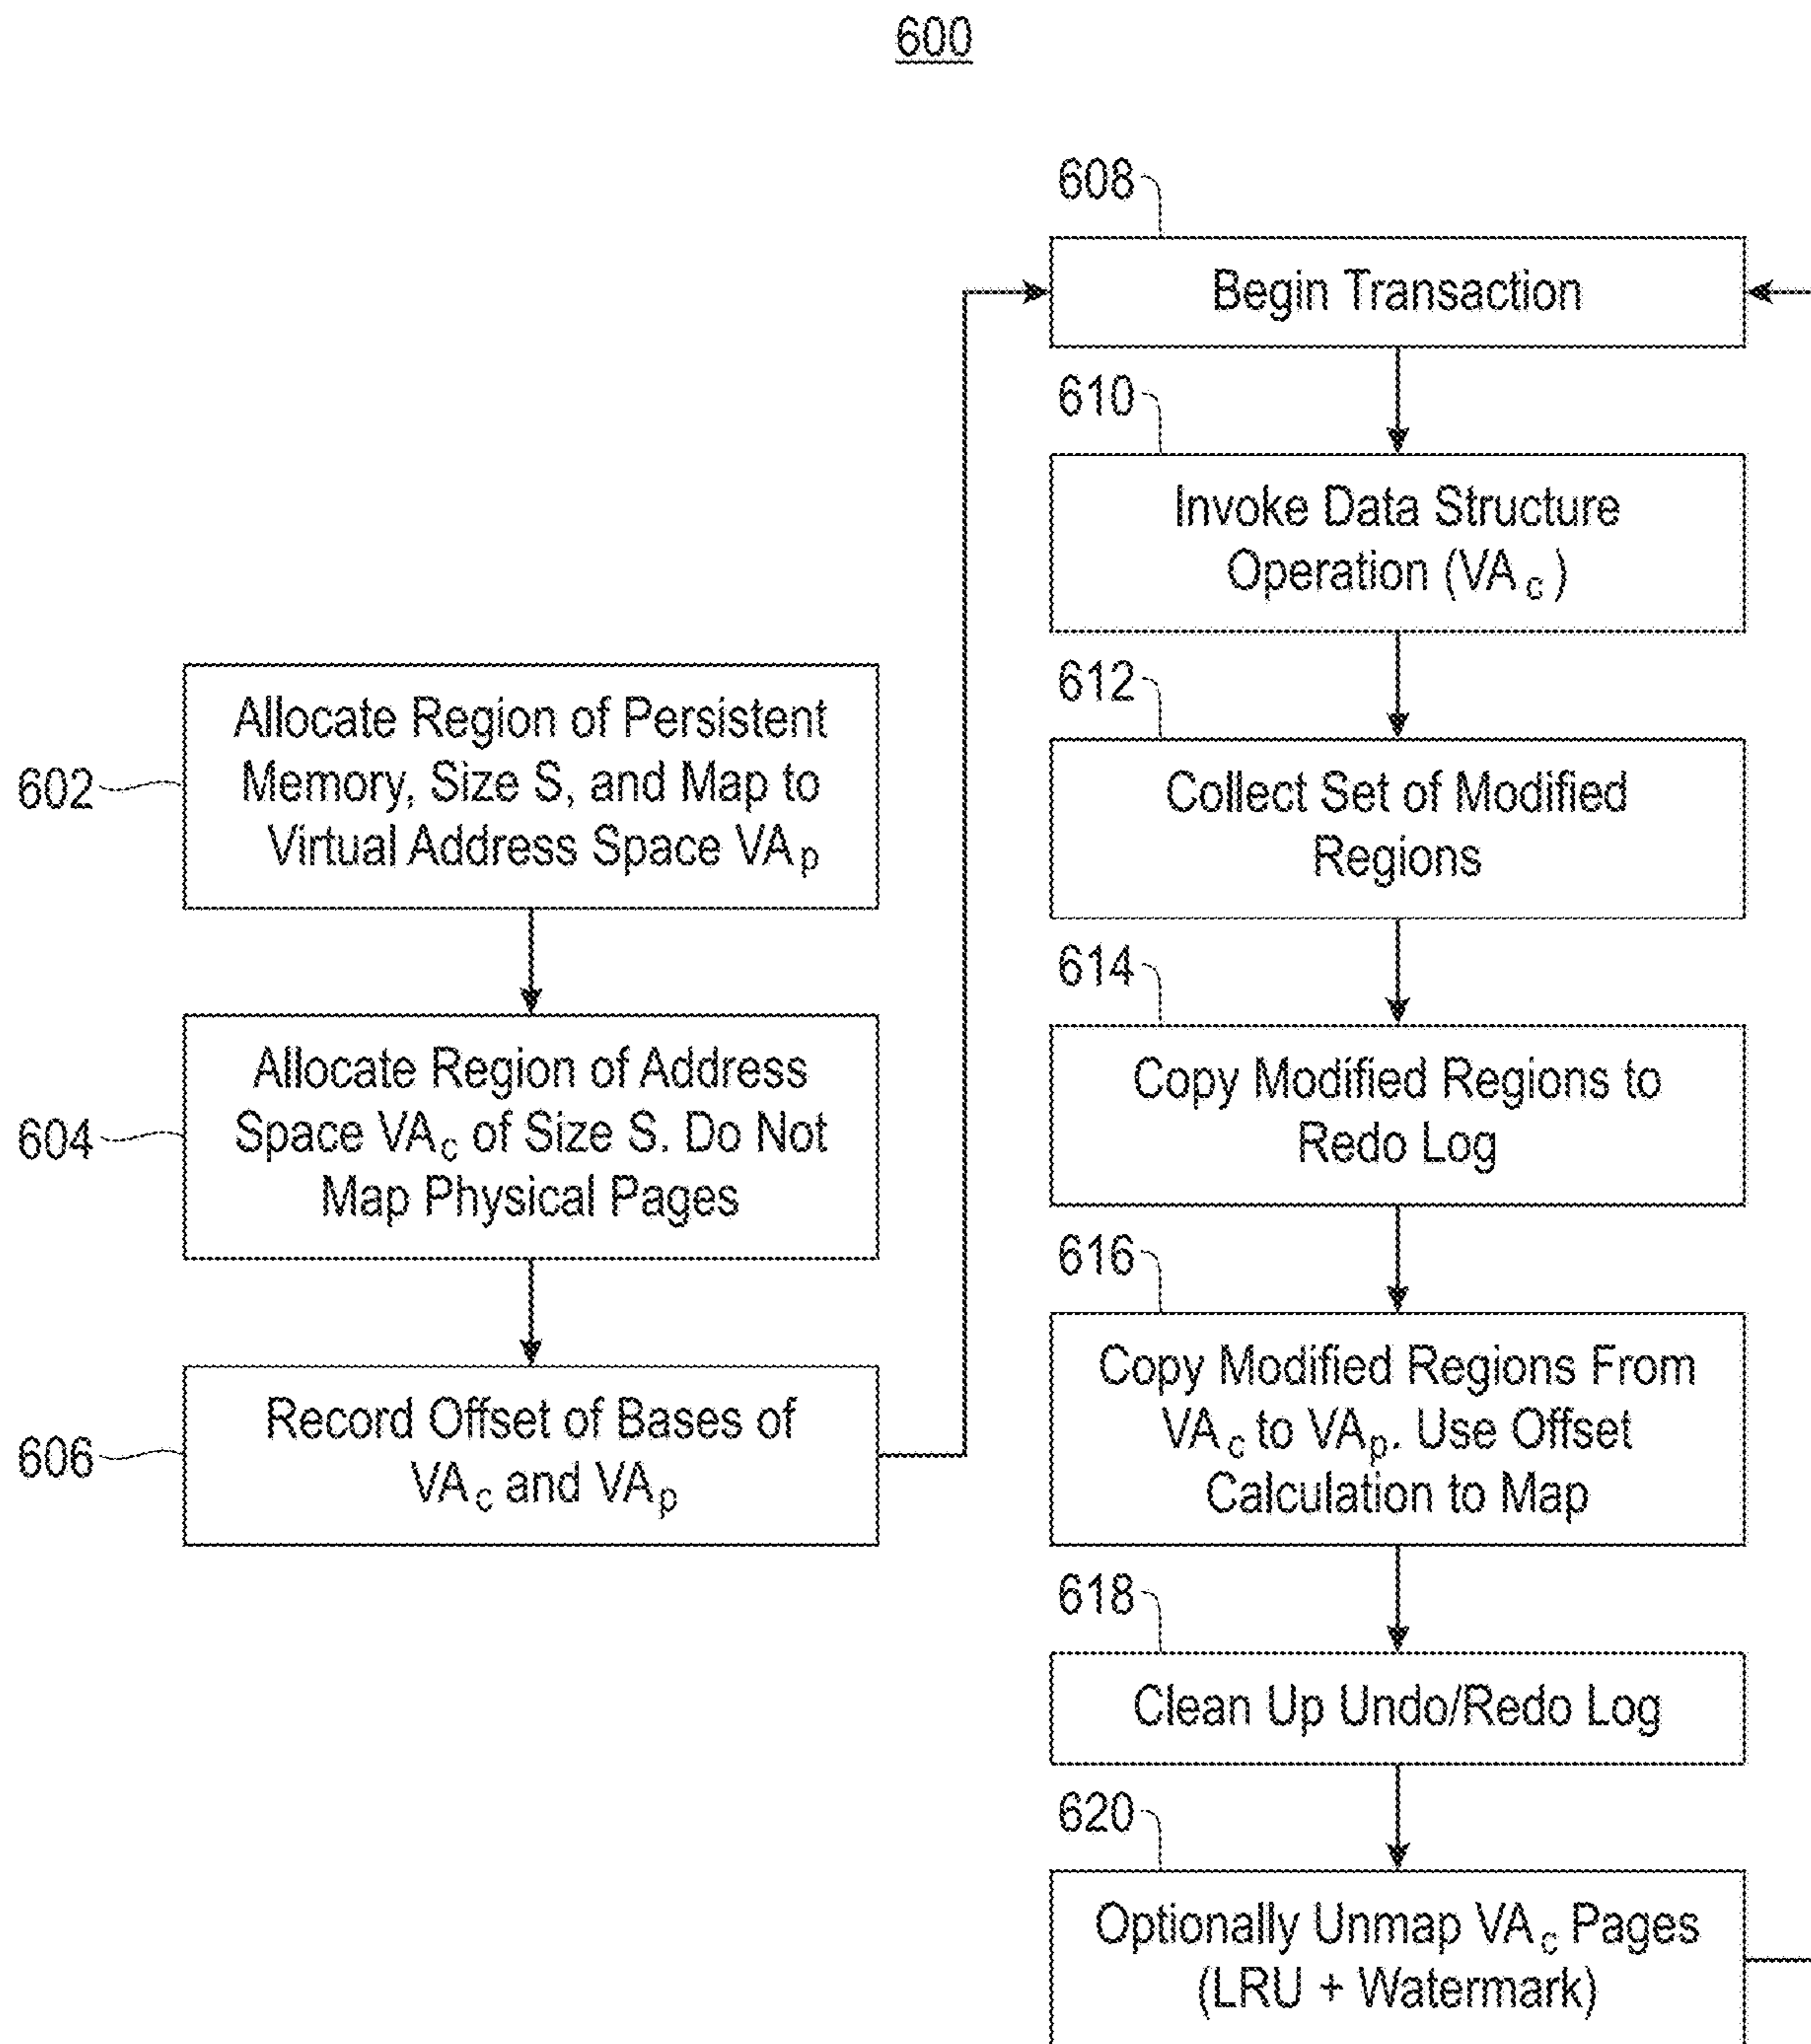 600
602
Allocate Region of Persistent
Memory, Size S, and Map to
Virtual Address Space VAp
604
Allocate Region of Address
Space VAc of Size S. Do Not
Map Physical Pages
606
Record Offset of Bases of
VAc and VAp
608
Begin Transaction
610
Invoke Data Structure
Operation (VAc)
612
Collect Set of Modified
Regions
614
Copy Modified Regions to
Redo Log
616
Copy Modified Regions From
VAc to VAp. Use Offset
Calculation to Map
618
Clean Up Undo/Redo Log
620
Optionally Unmap VAc Pages
(LRU + Watermark)